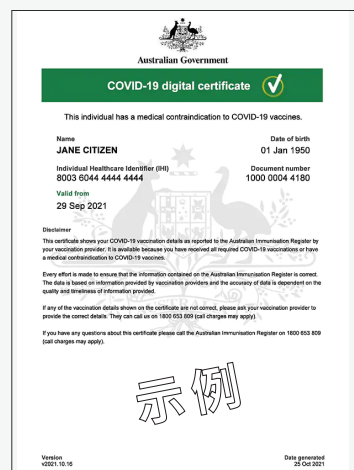 Australian Government
COVID-19 digital certificate
This individual has a medical contraindication to COVID-19 vaccines.
Name
Date of birth
JANE CITIZEN
01 Jan 1950
Individual Healthcare Identifier (IHI)
Document number
8003 6044 4444 4444
1000 0004 4180
Valid from
29 Sep 2021
Disclaimer
This certificate shows your COVID-19 vaccination details as reported to the Australian Immunisation Register by
your vaccination provider. It is available because you have received all required COVID-19 vaccinations or have
a medical contraindication to COVID-19 vaccines.
Every effort is made to ensure that the information contained on the Australian Immunisation Register is correct.
The data is based on information provided by vaccination providers and the accuracy of data is dependent on the
quality and timeliness of information provided.
If any of the vaccination details shown on the certificate are not correct, please ask your vaccination provider to
provide the correct details. They can call us on 1800 653 809 (call charges may apply).
If you have any questions about this certificate please call the Australian Immunisation Register on 1800 653 809
(call charges may apply).
示例
Version
Date generated
v2021.10.16
25 Oct 2021